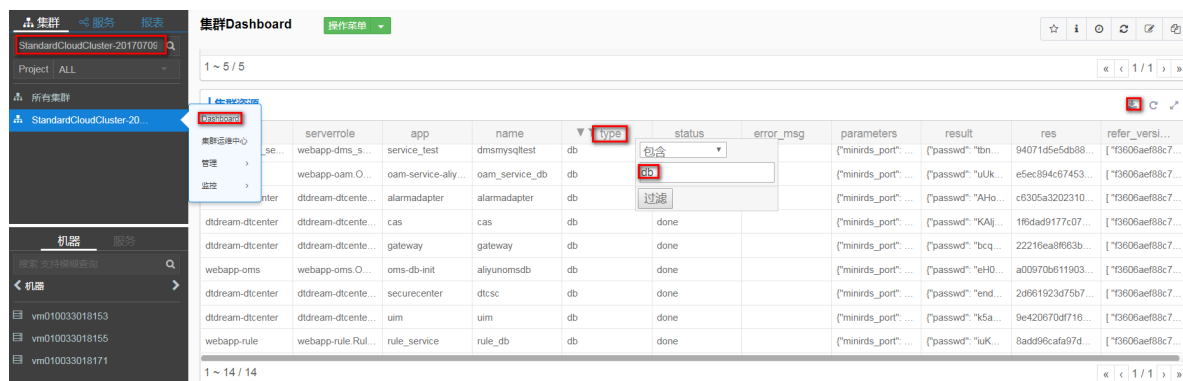 集群 服务 报表
集群Dashboard 操作菜单
StandardCloudCluster-20170709
Project ALL
1 ~ 5 / 5 « ‹ 1 / 1 › »
所有集群
集群资源
StandardCloudCluster-20...
Dashboard
集群运维中心
管理 ›
监控 ›
serverrole app name type status error_msg parameters result res refer_versi...
包含
db
过滤
se... webapp-dms_s... service_test dmsmysqltest db {"minirds_port": ... {"passwd": "tbn... 94071d5e5db88... ["f3606aef88c7...
webapp-oam.O... oam-service-aliy... oam_service_db db {"minirds_port": ... {"passwd": "uUk... e5ec894c67453... ["f3606aef88c7...
nter dtdream-dtcente... alarmadapter alarmadapter db {"minirds_port": ... {"passwd": "AHo... c6305a3202310... ["f3606aef88c7...
dtdream-dtcenter dtdream-dtcente... cas cas db done {"minirds_port": ... {"passwd": "KAlj... 1f6dad9177c07... ["f3606aef88c7...
dtdream-dtcenter dtdream-dtcente... gateway gateway db done {"minirds_port": ... {"passwd": "bcq... 22216ea8f663b... ["f3606aef88c7...
webapp-oms webapp-oms.O... oms-db-init aliyunomsdb db done {"minirds_port": ... {"passwd": "eH0... a00970b611903... ["f3606aef88c7...
dtdream-dtcenter dtdream-dtcente... securecenter dtcsc db done {"minirds_port": ... {"passwd": "end... 2d661923d75b7... ["f3606aef88c7...
dtdream-dtcenter dtdream-dtcente... uim uim db done {"minirds_port": ... {"passwd": "k5a... 9e420670df716... ["f3606aef88c7...
webapp-rule webapp-rule.Rul... rule_service rule_db db done {"minirds_port": ... {"passwd": "iuK... 8add96cafa97d... ["f3606aef88c7...
1 ~ 14 / 14 « ‹ 1 / 1 › »
机器 服务
搜索 支持模糊查询
机器
vm010033018153
vm010033018155
vm010033018171